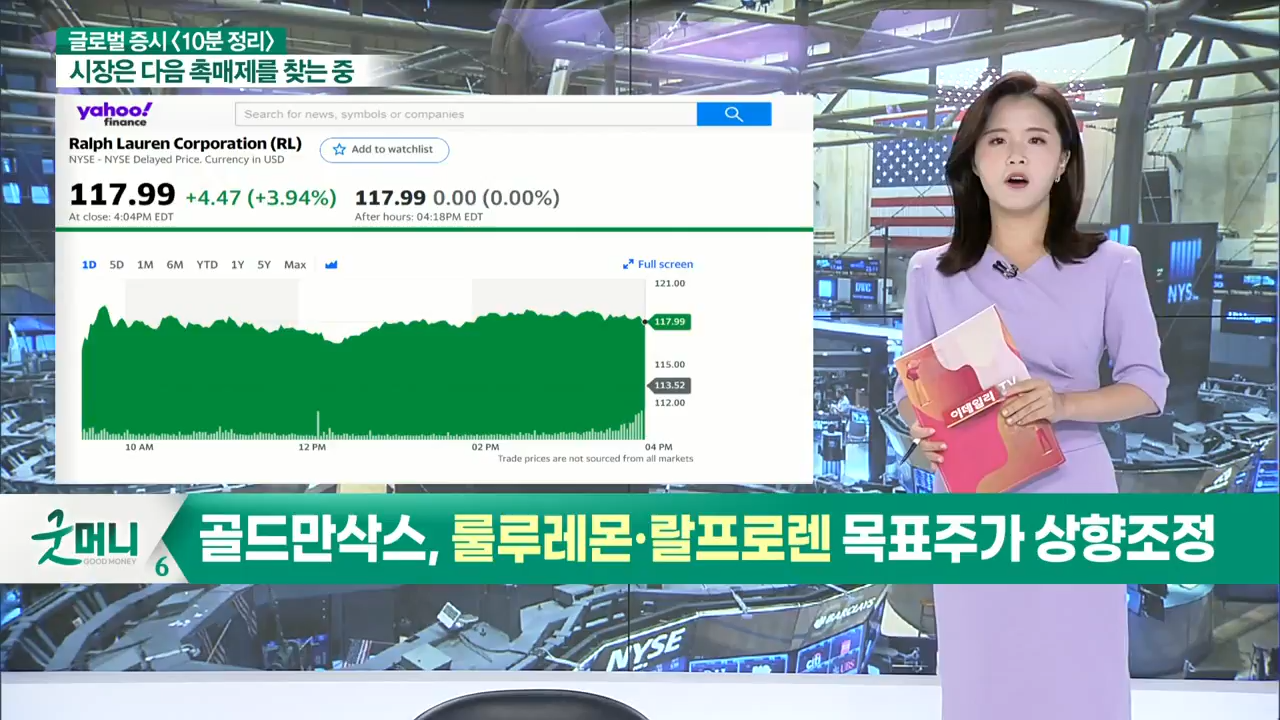 글로벌 증시 <10분 정리>
시장은 다음 촉매제를 찾는 중
yahoo!
finance
Search for news, symbols or companies
Ralph Lauren Corporation (RL)
NYSE - NYSE Delayed Price. Currency in USD
Add to watchlist
117.99 +4.47 (+3.94%)
At close: 4:04PM EDT
117.99 0.00 (0.00%)
After hours: 04:18PM EDT
1D 5D 1M 6M YTD 1Y 5Y Max
Full screen
121.00
117.99
115.00
113.52
112.00
10 AM 12 PM 02 PM 04 PM
Trade prices are not sourced from all markets
NYS
이데일리 TV
굿머니
GOOD MONEY
6
골드만삭스, 룰루레몬·랄프로렌 목표주가 상향조정
NYSE
BARCLAYS
citi
UBS